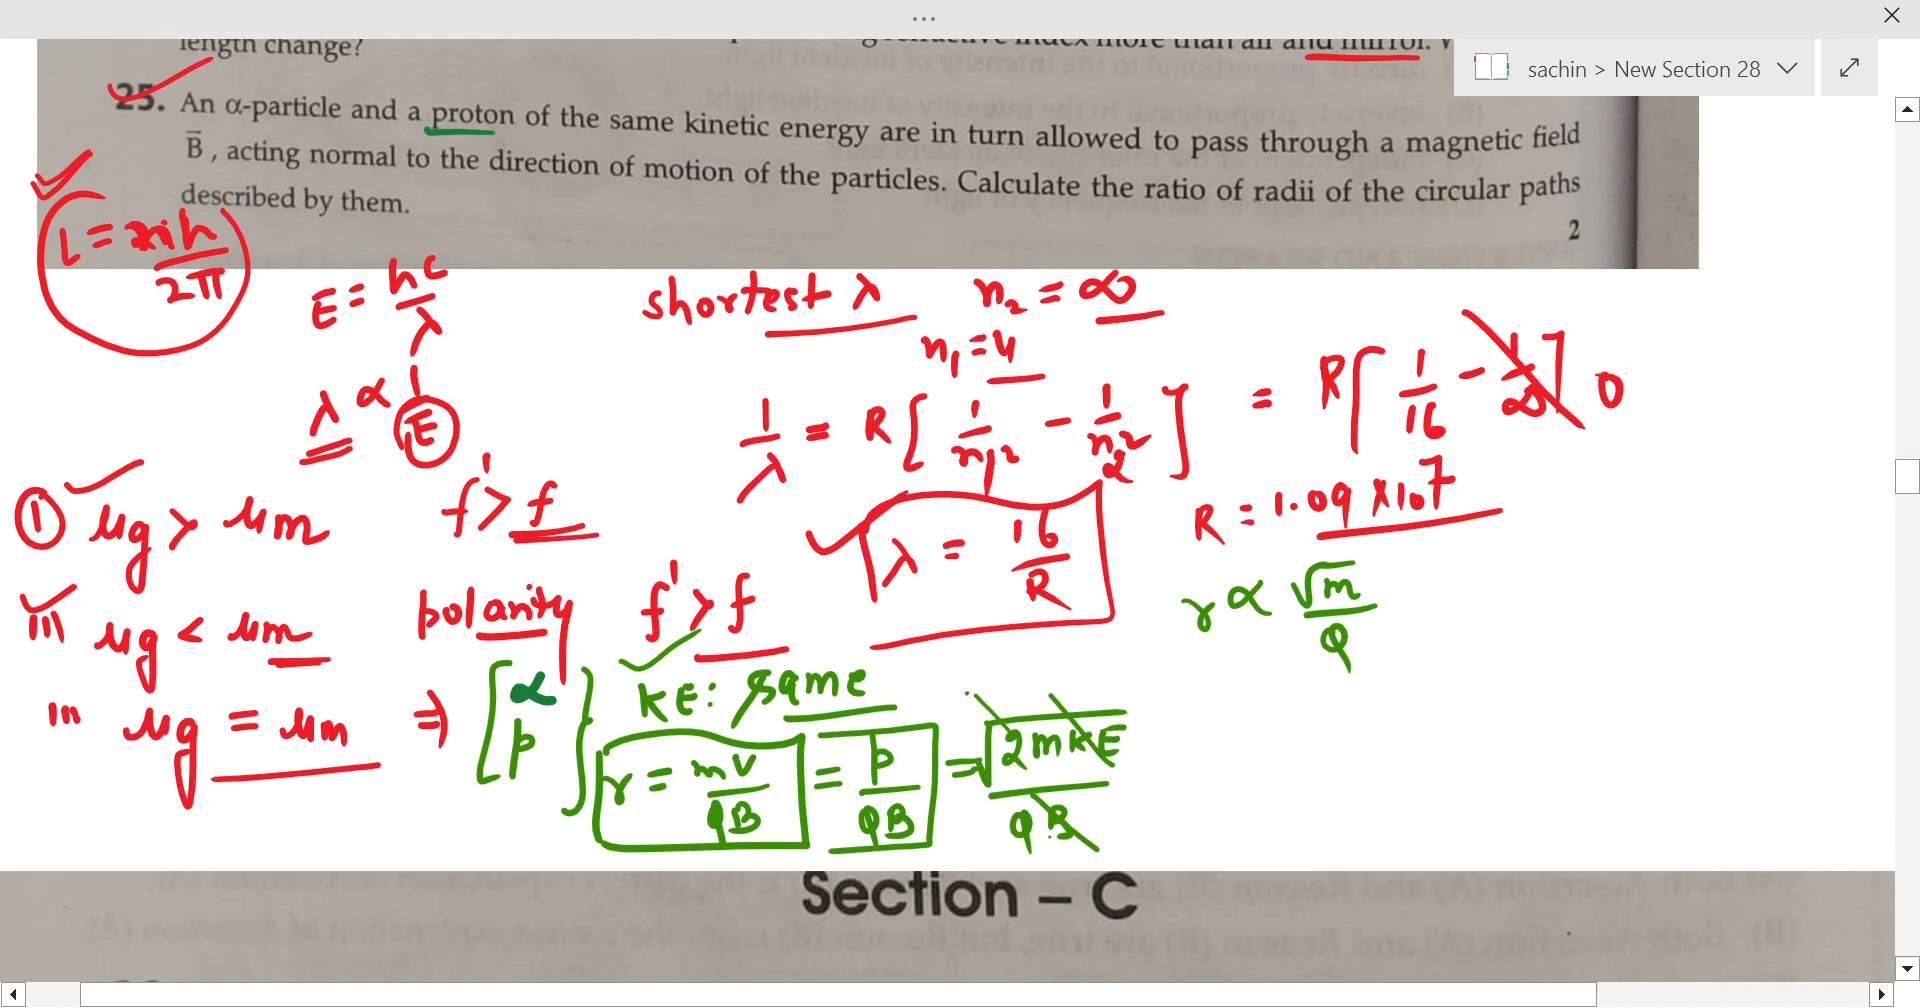 length change?
and mirror.
sachin > New Section 28
25. An α-particle and a proton of the same kinetic energy are in turn allowed to pass through a magnetic field
B⃗, acting normal to the direction of motion of the particles. Calculate the ratio of radii of the circular paths
described by them.
2
L = nh/2π
E = hc/λ
λ ∝ 1/E
shortest λ n₂ = ∞
n₁ = 4
1/λ = R[1/n₁² - 1/n₂²] = R[1/16 - 1/∞] 0
λ = 16/R
R = 1.09 × 10⁷
① μg > μm f' > f
μg < μm polarity f' > f
μg = μm ⇒
[α p}
KE: same
r = mv/QB = p/QB = √2mKE/QB
r ∝ √m/Q
Section – C